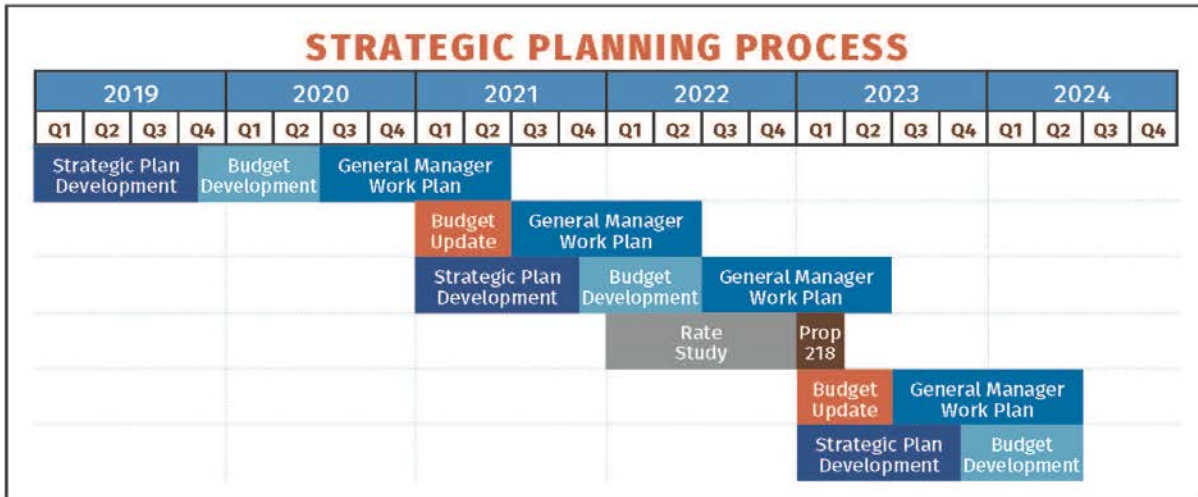 STRATEGIC PLANNING PROCESS
2019 2020 2021 2022 2023 2024
Q1 Q2 Q3 Q4 Q1 Q2 Q3 Q4 Q1 Q2 Q3 Q4 Q1 Q2 Q3 Q4 Q1 Q2 Q3 Q4 Q1 Q2 Q3 Q4
Strategic Plan
Development
Budget
Development
General Manager
Work Plan
Budget
Update
General Manager
Work Plan
Strategic Plan
Development
Budget
Development
General Manager
Work Plan
Rate
Study
Prop
218
Budget
Update
General Manager
Work Plan
Strategic Plan
Development
Budget
Development